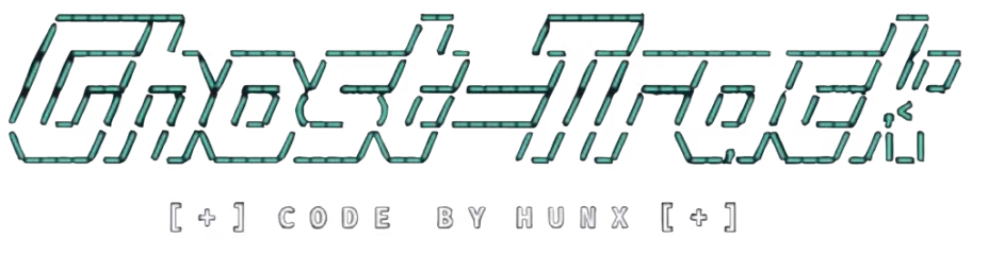 Ghost-Track
[+] CODE BY HUNX [+]